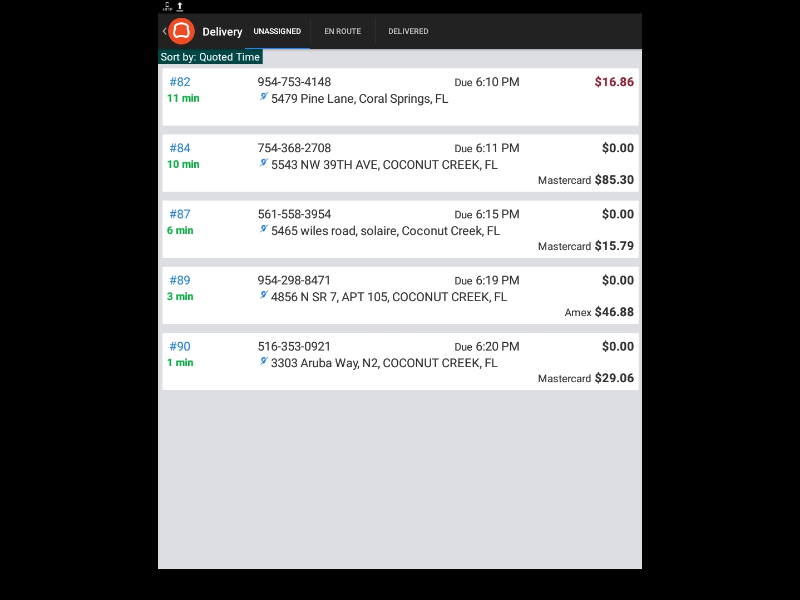 Delivery UNASSIGNED EN ROUTE DELIVERED
Sort by: Quoted Time
#82 954-753-4148 Due 6:10 PM $16.86
11 min 5479 Pine Lane, Coral Springs, FL
#84 754-368-2708 Due 6:11 PM $0.00
10 min 5543 NW 39TH AVE, COCONUT CREEK, FL
Mastercard $85.30
#87 561-558-3954 Due 6:15 PM $0.00
6 min 5465 wiles road, solaire, Coconut Creek, FL
Mastercard $15.79
#89 954-298-8471 Due 6:19 PM $0.00
3 min 4856 N SR 7, APT 105, COCONUT CREEK, FL
Amex $46.88
#90 516-353-0921 Due 6:20 PM $0.00
1 min 3303 Aruba Way, N2, COCONUT CREEK, FL
Mastercard $29.06